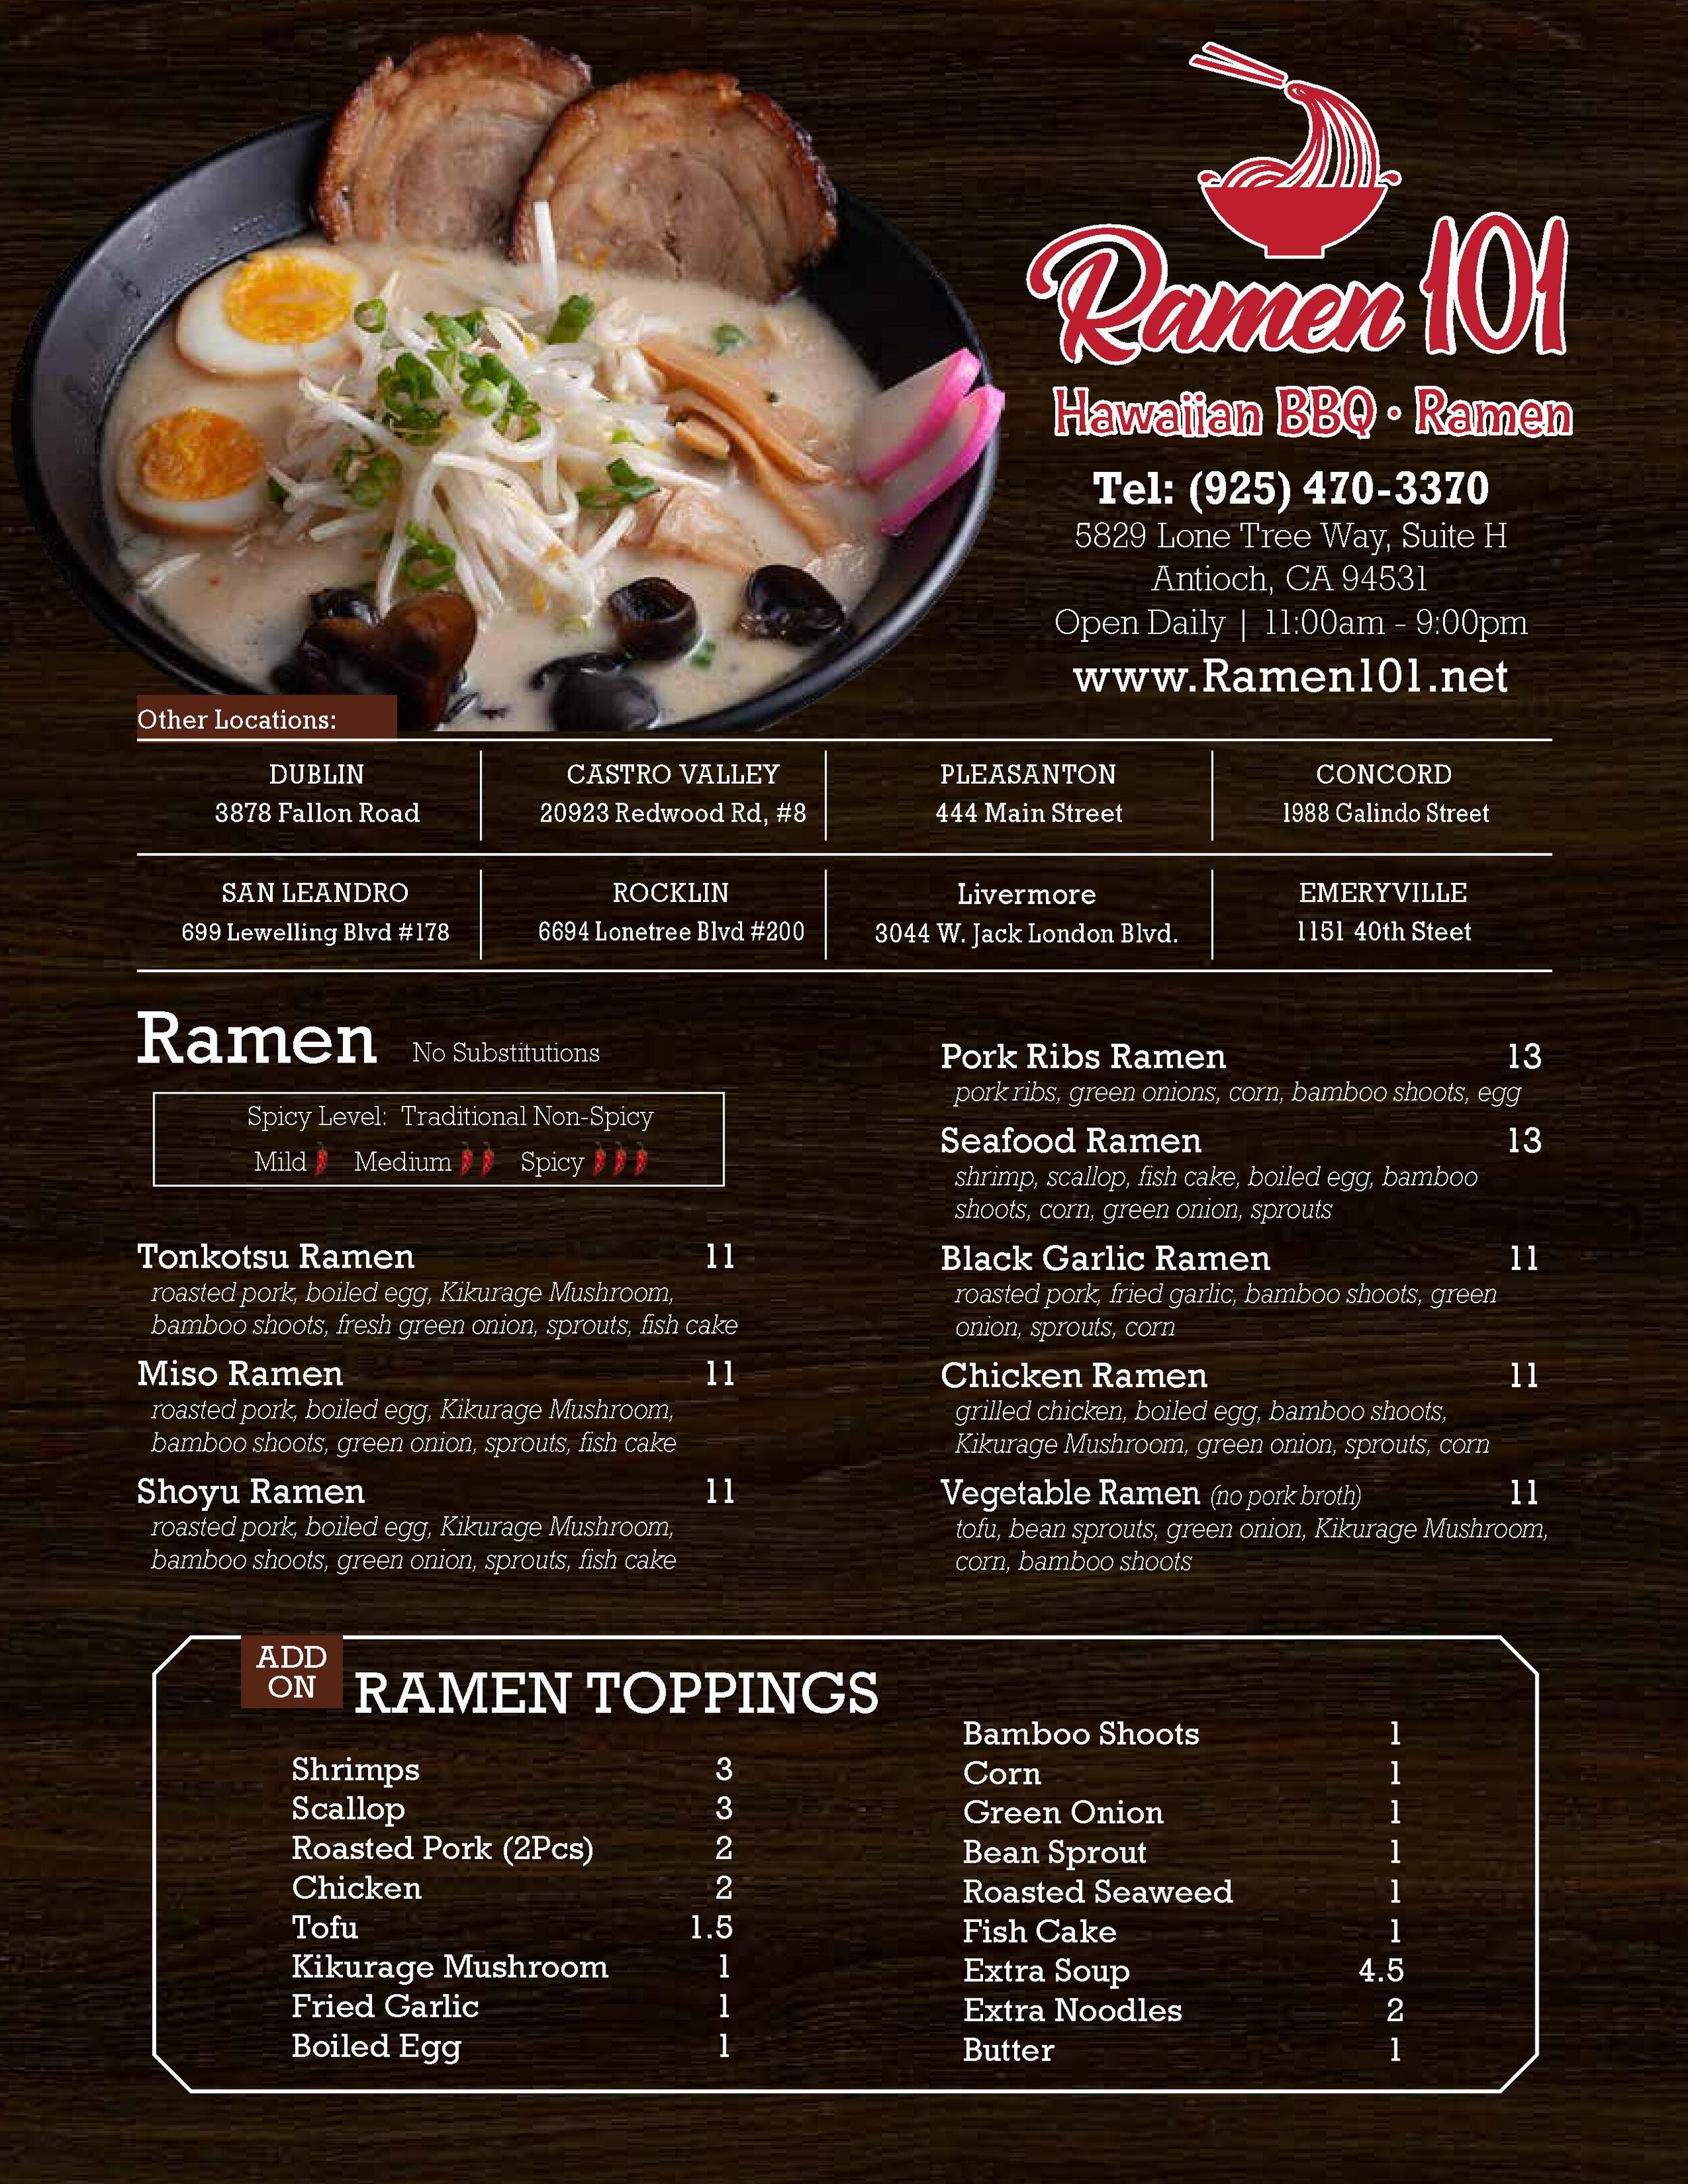 Ramen 101
Hawaiian BBQ • Ramen
Tel: (925) 470-3370
5829 Lone Tree Way, Suite H
Antioch, CA 94531
Open Daily | 11:00am - 9:00pm
www.Ramen101.net
Other Locations:
DUBLIN
3878 Fallon Road
CASTRO VALLEY
20923 Redwood Rd, #8
PLEASANTON
444 Main Street
CONCORD
1988 Galindo Street
SAN LEANDRO
699 Lewelling Blvd #178
ROCKLIN
6694 Lonetree Blvd #200
Livermore
3044 W. Jack London Blvd.
EMERYVILLE
1151 40th Steet
Ramen No Substitutions
Spicy Level: Traditional Non-Spicy
Mild Medium Spicy
Tonkotsu Ramen 11
roasted pork, boiled egg, Kikurage Mushroom,
bamboo shoots, fresh green onion, sprouts, fish cake
Miso Ramen 11
roasted pork, boiled egg, Kikurage Mushroom,
bamboo shoots, green onion, sprouts, fish cake
Shoyu Ramen 11
roasted pork, boiled egg, Kikurage Mushroom,
bamboo shoots, green onion, sprouts, fish cake
Pork Ribs Ramen 13
pork ribs, green onions, corn, bamboo shoots, egg
Seafood Ramen 13
shrimp, scallop, fish cake, boiled egg, bamboo
shoots, corn, green onion, sprouts
Black Garlic Ramen 11
roasted pork, fried garlic, bamboo shoots, green
onion, sprouts, corn
Chicken Ramen 11
grilled chicken, boiled egg, bamboo shoots,
Kikurage Mushroom, green onion, sprouts, corn
Vegetable Ramen (no pork broth) 11
tofu, bean sprouts, green onion, Kikurage Mushroom,
corn, bamboo shoots
ADD
ON
RAMEN TOPPINGS
Shrimps 3
Scallop 3
Roasted Pork (2Pcs) 2
Chicken 2
Tofu 1.5
Kikurage Mushroom 1
Fried Garlic 1
Boiled Egg 1
Bamboo Shoots 1
Corn 1
Green Onion 1
Bean Sprout 1
Roasted Seaweed 1
Fish Cake 1
Extra Soup 4.5
Extra Noodles 2
Butter 1